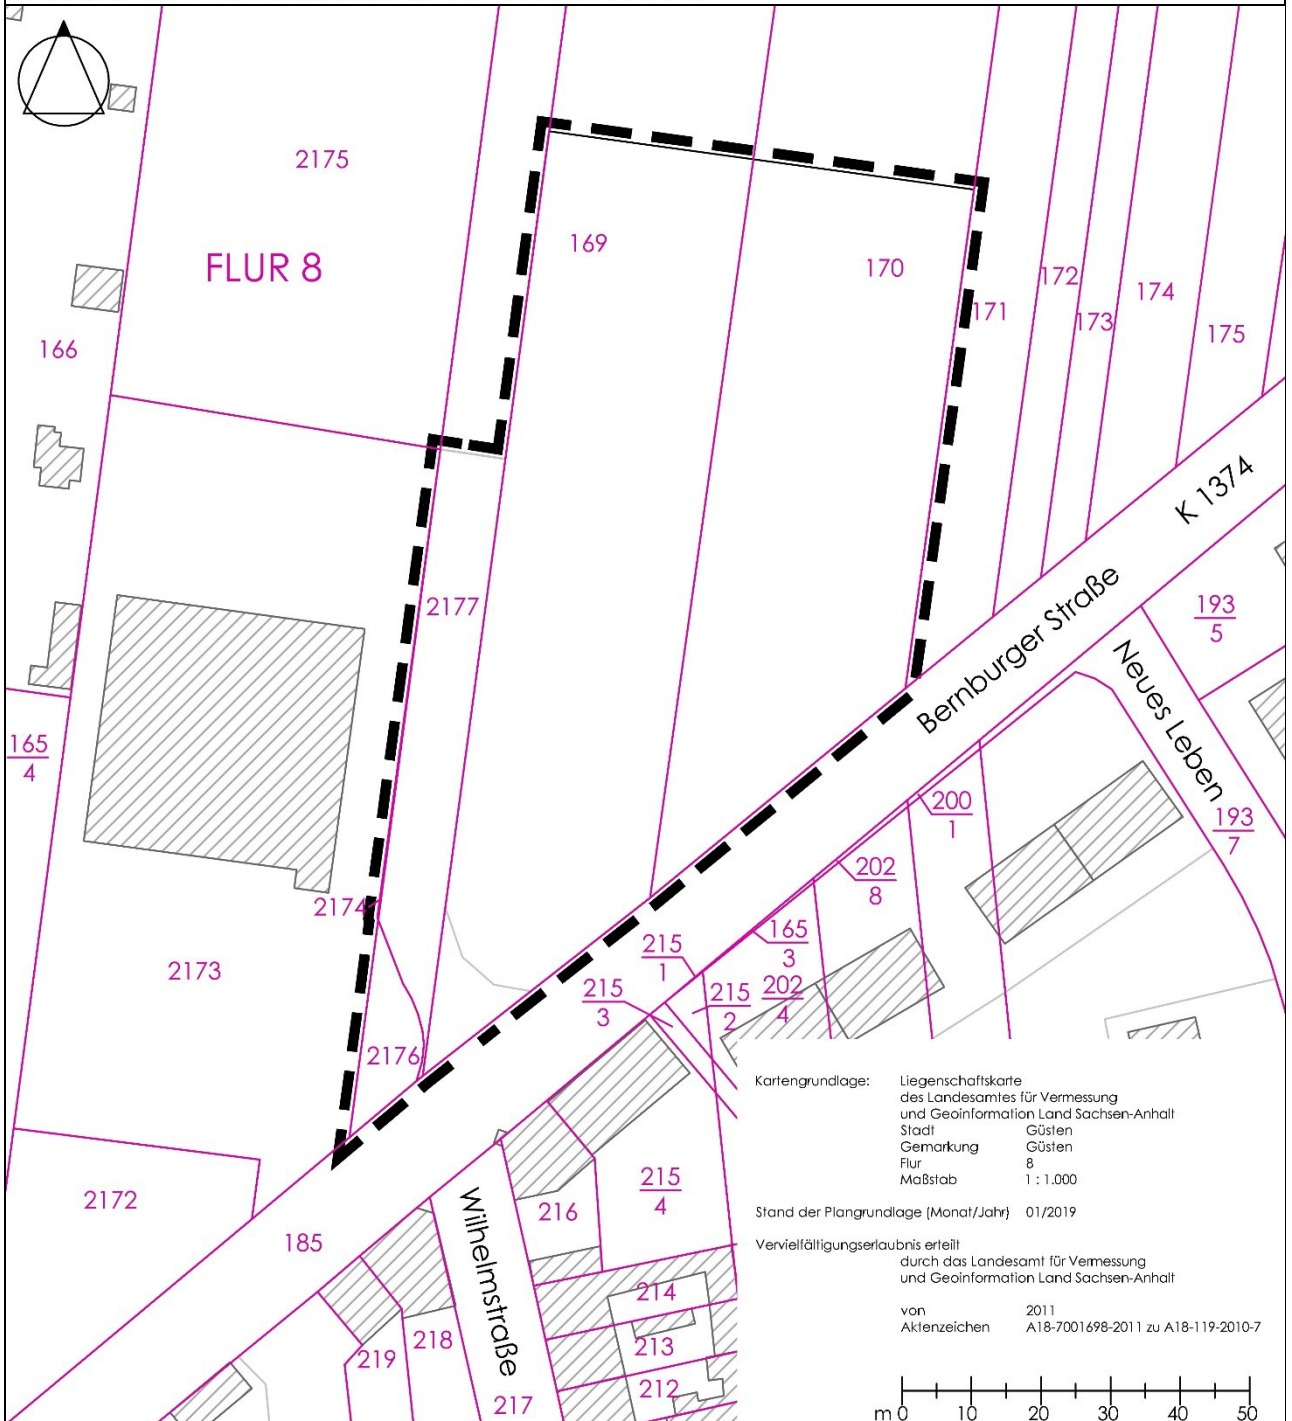 2175
FLUR 8
169
170
166
171
172
173
174
175
K 1374
Bernburger Straße
2177
193
5
Neues Leben
165
4
200
1
193
7
202
8
2174
2173
165
3
215
1
215
3
215
2
202
4
2176
2172
185
Wilhelmstraße
216
215
4
214
213
212
219
218
217
Kartengrundlage: Liegenschaftskarte
des Landesamtes für Vermessung
und Geoinformation Land Sachsen-Anhalt
Stadt Güsten
Gemarkung Güsten
Flur 8
Maßstab 1 : 1.000
Stand der Plangrundlage (Monat/Jahr) 01/2019
Vervielfältigungserlaubnis erteilt
durch das Landesamt für Vermessung
und Geoinformation Land Sachsen-Anhalt
von 2011
Aktenzeichen A18-7001698-2011 zu A18-119-2010-7
m 0 10 20 30 40 50